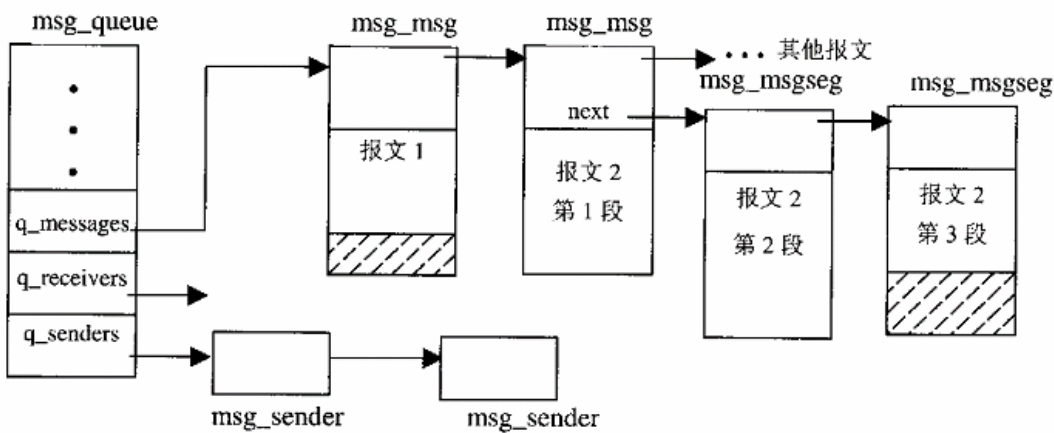 msg_queue
msg_msg
msg_msg
••• 其他报文
msg_msgseg
msg_msgseg
next
报文 1
报文 2
第 1 段
报文 2
第 2 段
报文 2
第 3 段
q_messages
q_receivers
q_senders
msg_sender
msg_sender